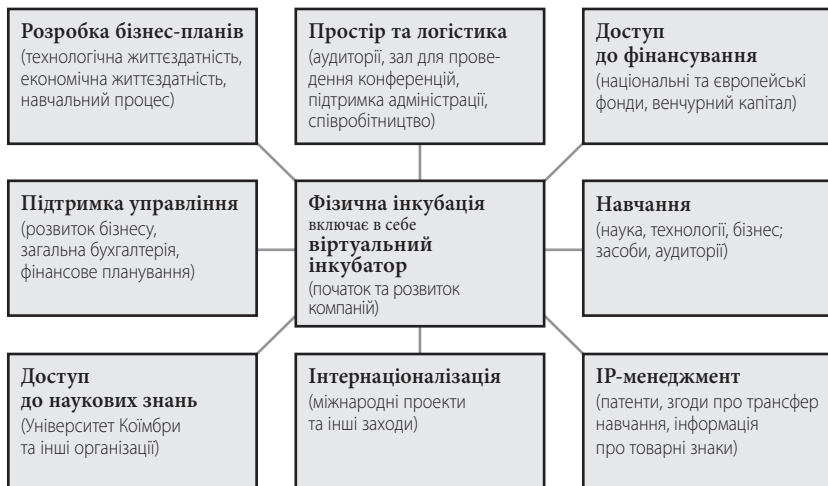 Розробка бізнес-планів
(технологічна життєздатність,
економічна життєздатність,
навчальний процес)
Простір та логістика
(аудиторії, зал для прове-
дення конференцій,
підтримка адміністрації,
співробітництво)
Доступ
до фінансування
(національні та європейські
фонди, венчурний капітал)
Підтримка управління
(розвиток бізнесу,
загальна бухгалтерія,
фінансове планування)
Фізична інкубація
включає в себе
віртуальний
інкубатор
(початок та розвиток
компаній)
Навчання
(наука, технології, бізнес;
засоби, аудиторії)
Доступ
до наукових знань
(Університет Коїмбри
та інші організації)
Інтернаціоналізація
(міжнародні проекти
та інші заходи)
ІР-менеджмент
(патенти, згоди про трансфер
навчання, інформація
про товарні знаки)